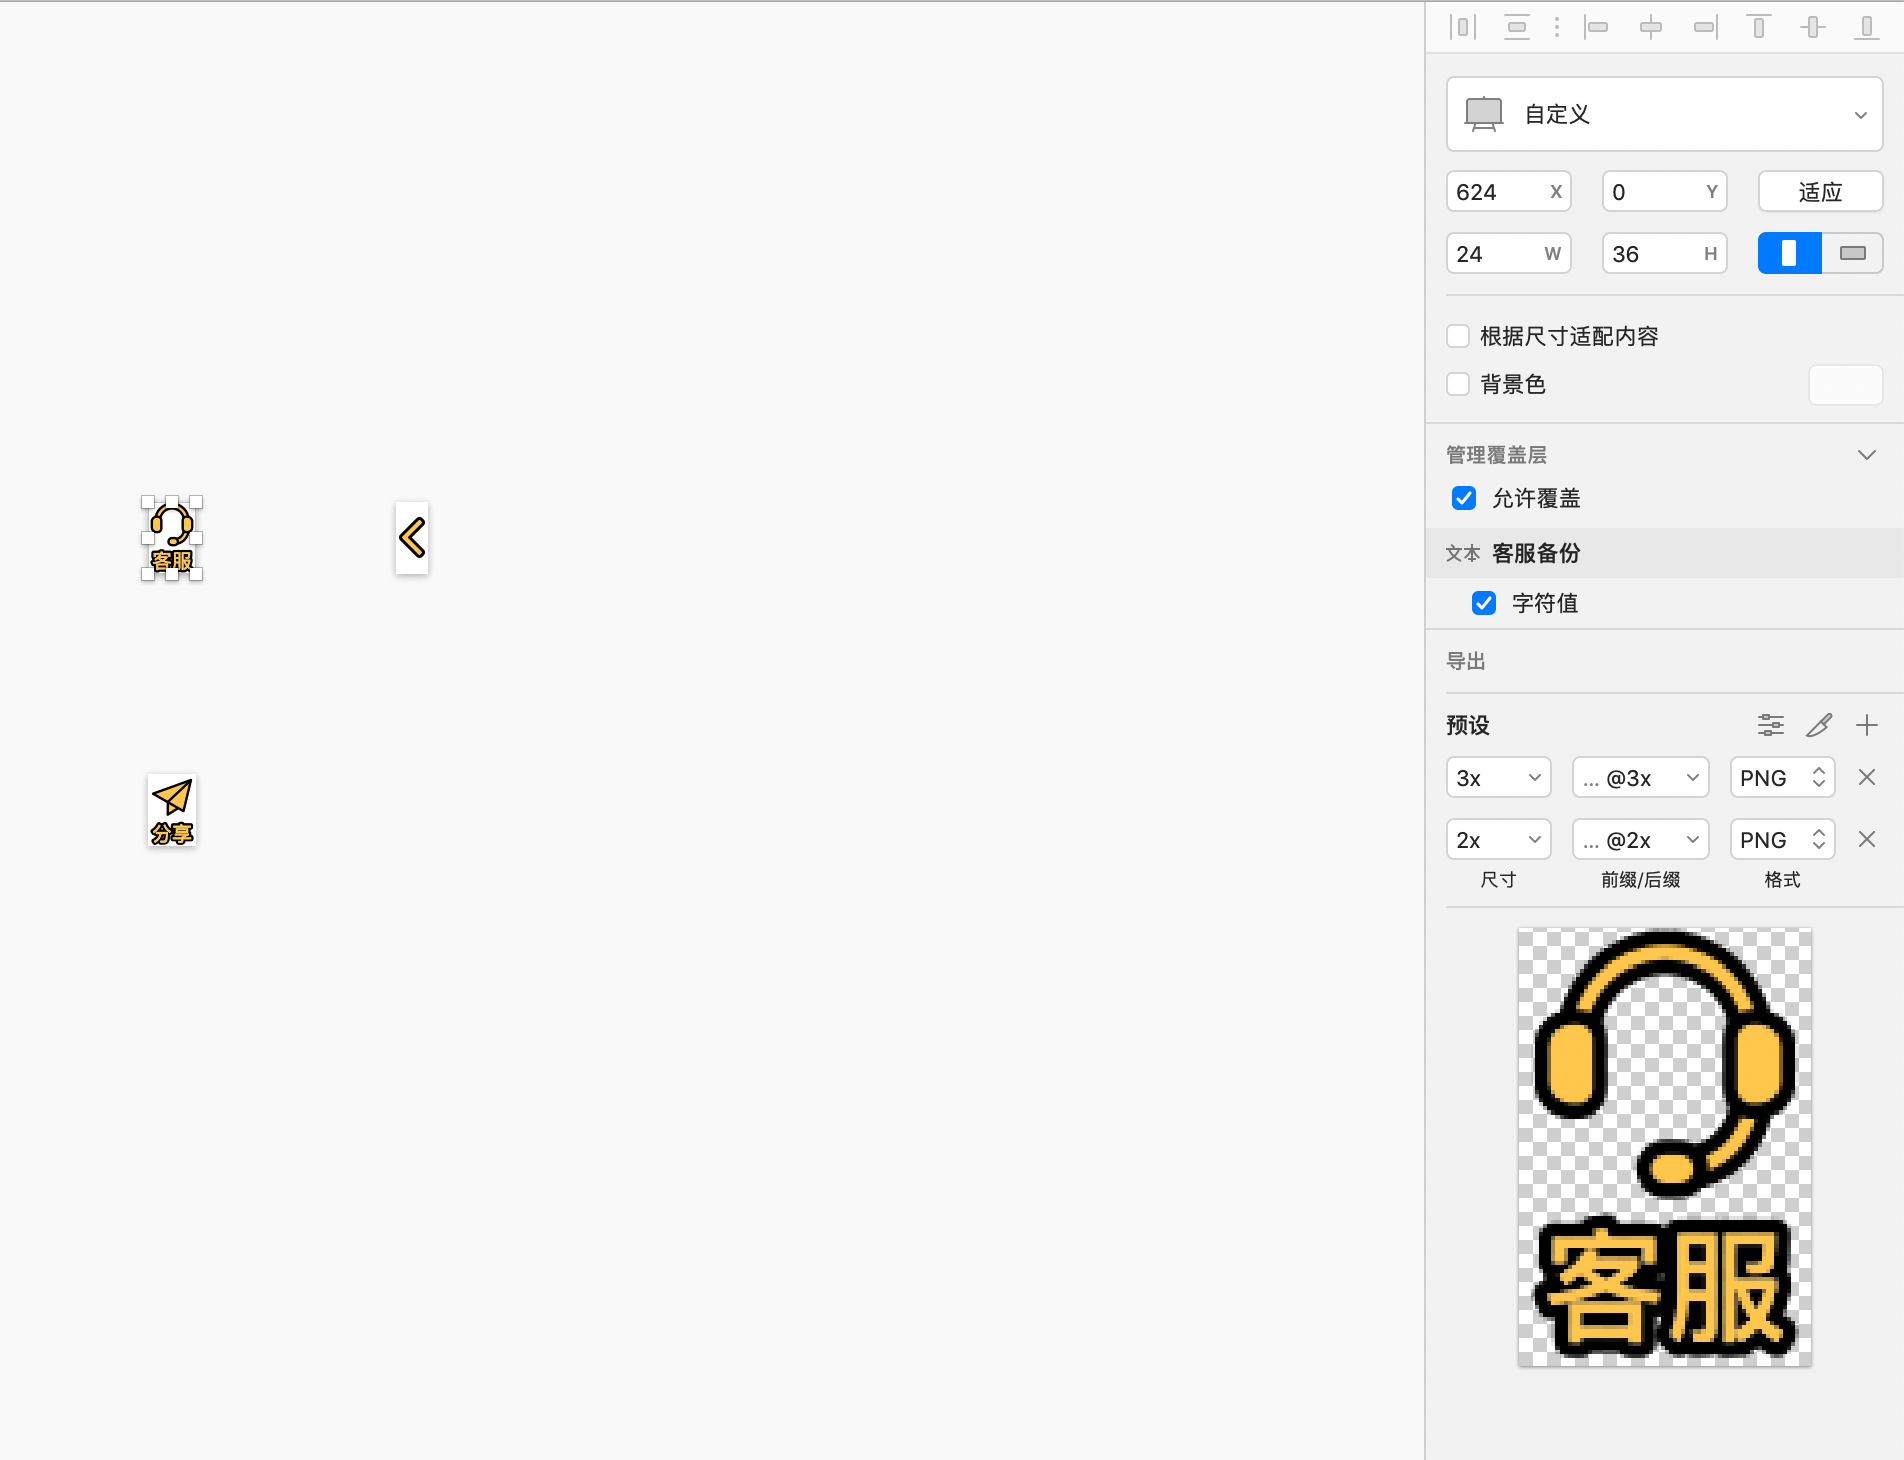 客服
分享
自定义
624 X
0 Y
适应
24 W
36 H
根据尺寸适配内容
背景色
管理覆盖层
允许覆盖
文本 客服备份
字符值
导出
预设
3x
... @3x
PNG
2x
... @2x
PNG
尺寸
前缀/后缀
格式
客服